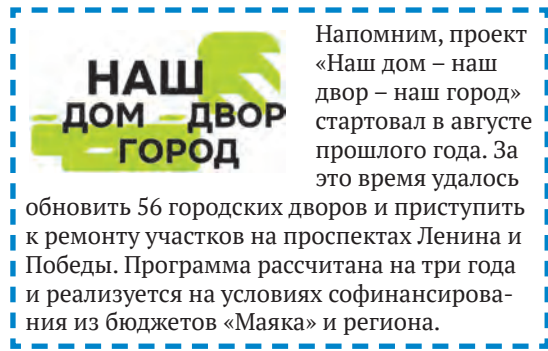 НАШ
ДОМ ДВОР
ГОРОД
Напомним, проект
«Наш дом – наш
двор – наш город»
стартовал в августе
прошлого года. За
это время удалось
обновить 56 городских дворов и приступить
к ремонту участков на проспектах Ленина и
Победы. Программа рассчитана на три года
и реализуется на условиях софинансирова-
ния из бюджетов «Маяка» и региона.